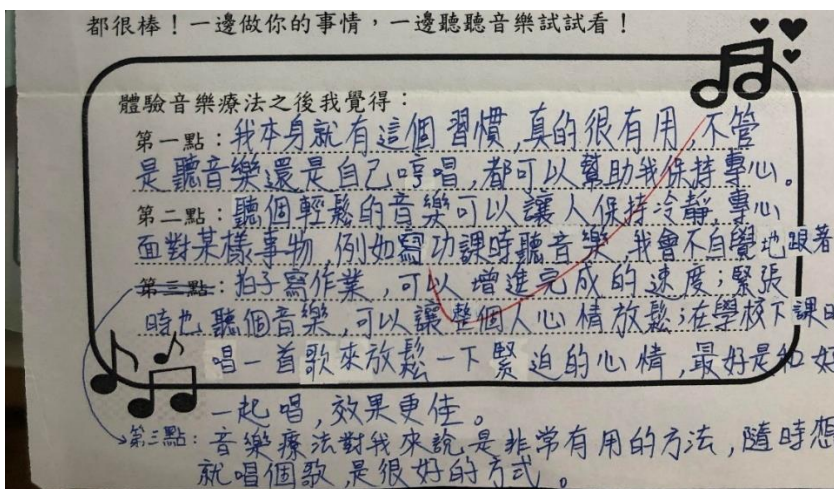 都很棒！一邊做你的事情，一邊聽聽音樂試試看！
體驗音樂療法之後我覺得：
第一點：我本身就有這個習慣，真的很有用，不管
是聽音樂還是自己哼唱，都可以幫助我保持專心。
第二點：聽個輕鬆的音樂可以讓人保持冷靜，專心
面對某樣事物，例如寫功課時聽音樂，我會不自覺地跟著
第三點：拍子寫作業，可以增進完成的速度；緊張
時也聽個音樂，可以讓整個人心情放鬆；在學校下課時
唱一首歌來放鬆一下緊迫的心情，最好是和好
一起唱，效果更佳。
第三點：音樂療法對我來說是非常有用的方法，隨時想
就唱個歌，是很好的方式。